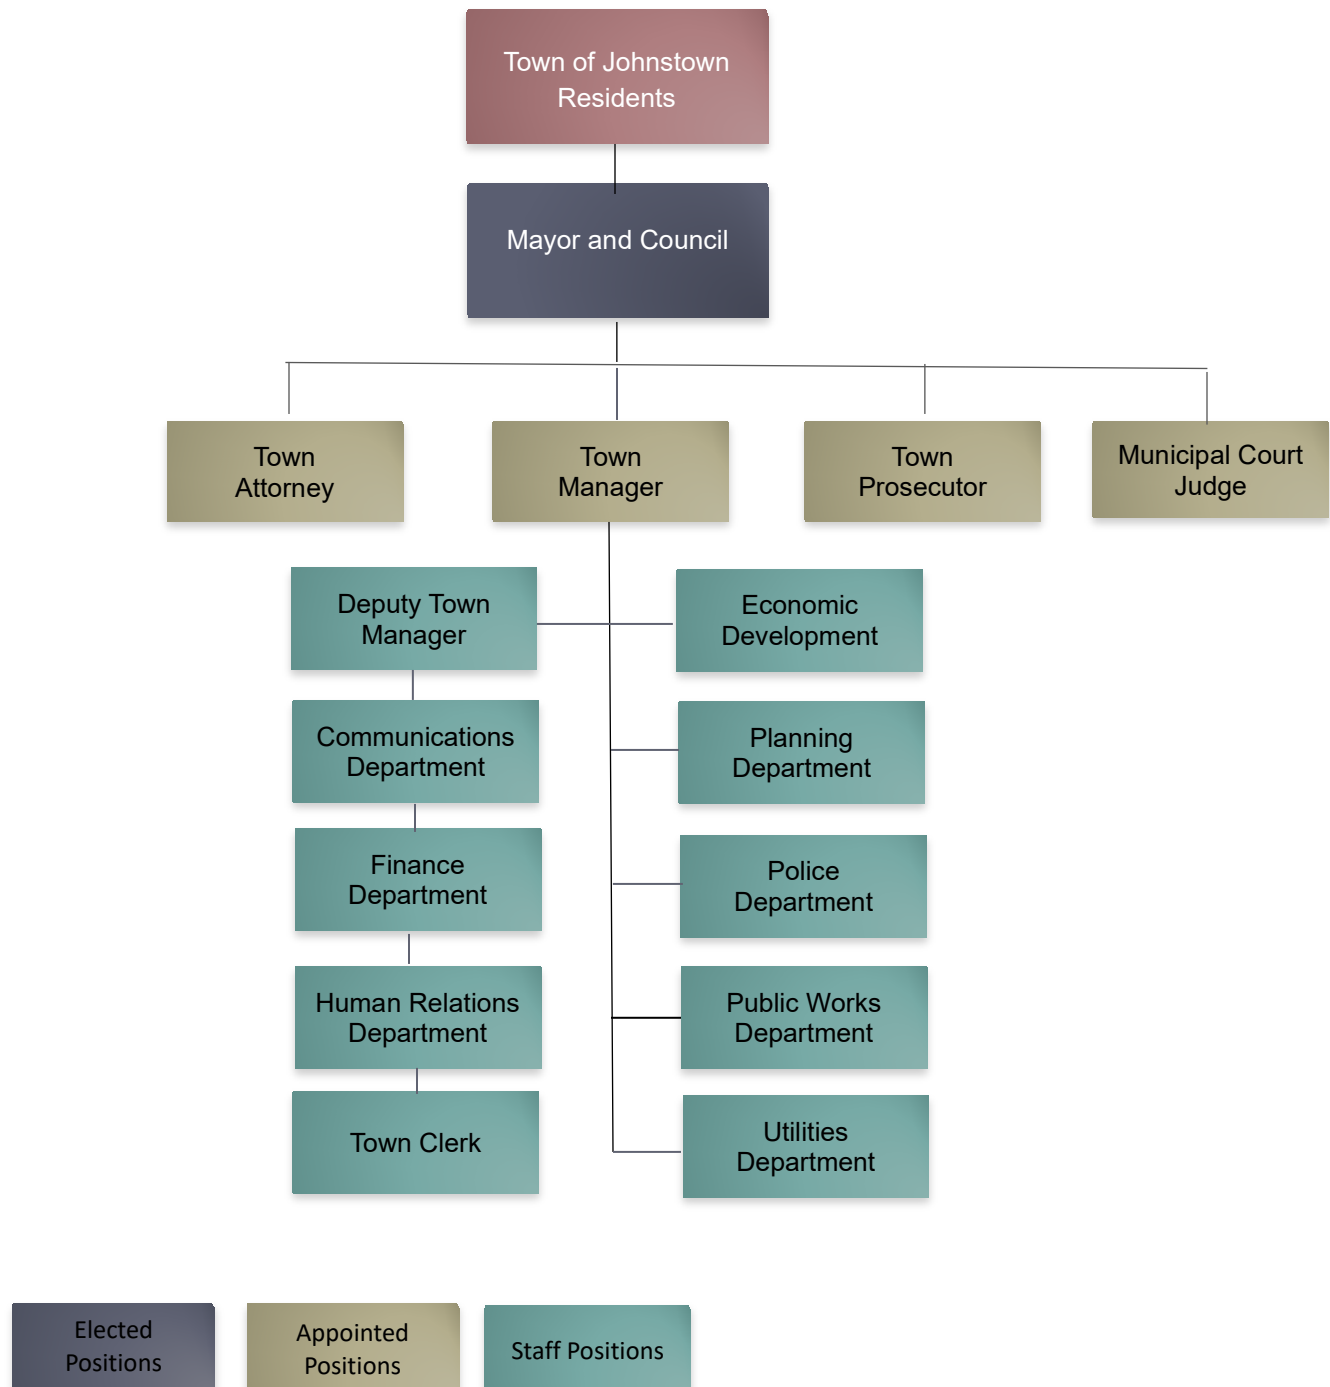 Town of Johnstown
Residents
Mayor and Council
Town
Attorney
Town
Manager
Town
Prosecutor
Municipal Court
Judge
Deputy Town
Manager
Economic
Development
Communications
Department
Planning
Department
Finance
Department
Police
Department
Human Relations
Department
Public Works
Department
Town Clerk
Utilities
Department
Elected
Positions
Appointed
Positions
Staff Positions